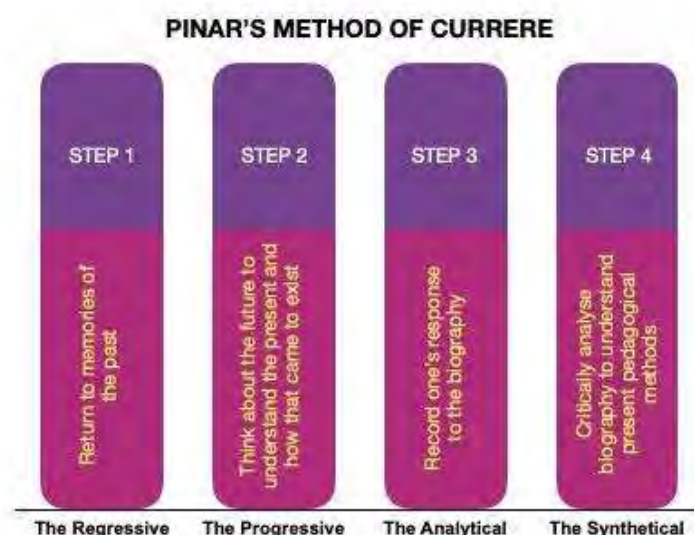 PINAR'S METHOD OF CURRERE
STEP 1
Return to memories of
the past
The Regressive
STEP 2
Think about the future to
understand the present and
how that came to exist
The Progressive
STEP 3
Record one's response
to the biography
The Analytical
STEP 4
Critically analyse
biography to understand
present pedagogical
methods
The Synthetical